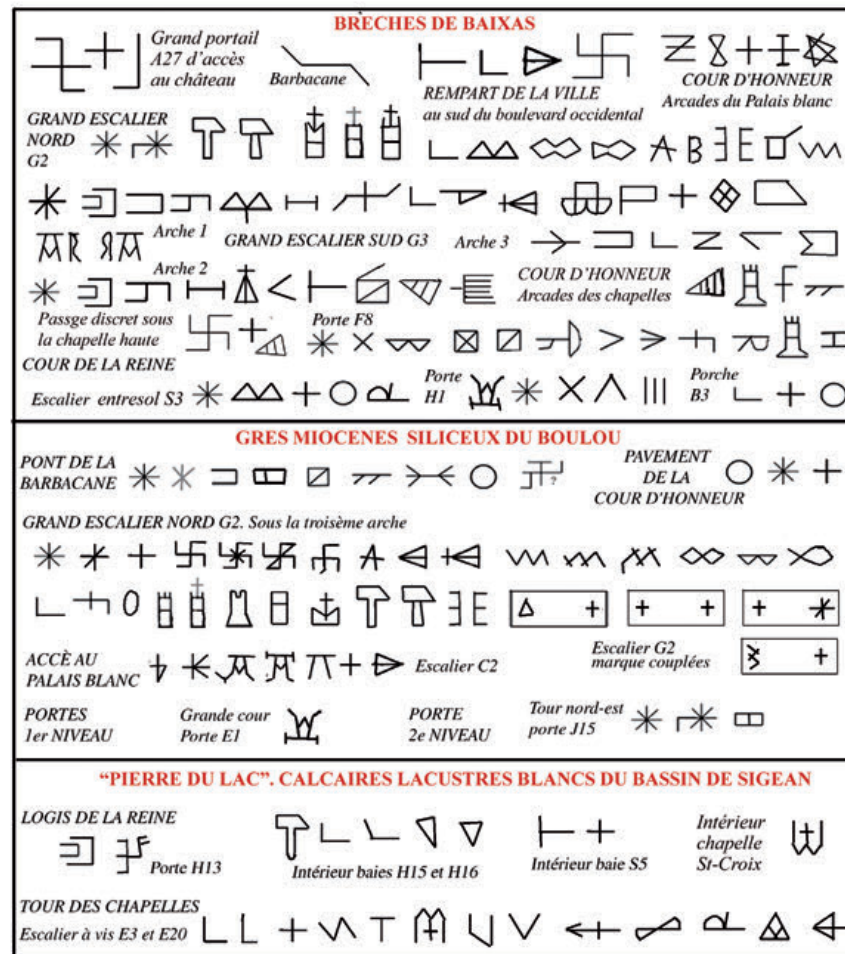 BRÈCHES DE BAIXAS
Grand portail
A27 d'accès
au château
Barbacane
REMPART DE LA VILLE
au sud du boulevard occidental
COUR D'HONNEUR
Arcades du Palais blanc
GRAND ESCALIER
NORD
G2
Arche 1
GRAND ESCALIER SUD G3
Arche 3
Arche 2
COUR D'HONNEUR
Arcades des chapelles
Passge discret sous
la chapelle haute
Porte F8
COUR DE LA REINE
Escalier entresol S3
Porte
H1
Porche
B3
GRES MIOCENES SILICEUX DU BOULOU
PONT DE LA
BARBACANE
?
PAVEMENT
DE LA
COUR D'HONNEUR
GRAND ESCALIER NORD G2. Sous la troisème arche
ACCÈ AU
PALAIS BLANC
Escalier C2
Escalier G2
marque couplées
PORTES
1er NIVEAU
Grande cour
Porte E1
PORTE
2e NIVEAU
Tour nord-est
porte J15
“PIERRE DU LAC”. CALCAIRES LACUSTRES BLANCS DU BASSIN DE SIGEAN
LOGIS DE LA REINE
Porte H13
Intérieur baies H15 et H16
Intérieur baie S5
Intérieur
chapelle
St-Croix
TOUR DES CHAPELLES
Escalier à vis E3 et E20